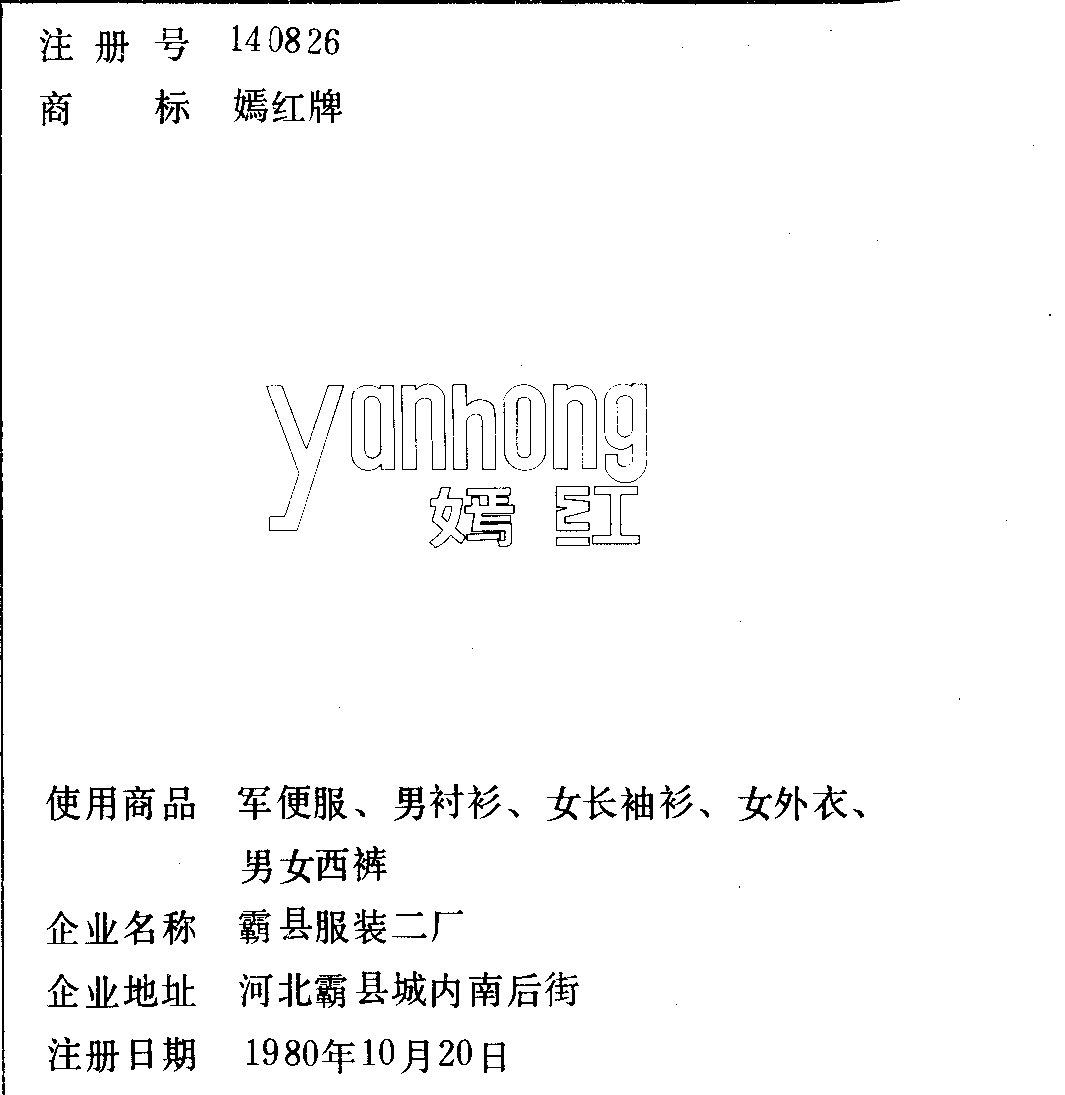 注册号 140826
商标 嫣红牌
yanhong
嫣红
使用商品 军便服、男衬衫、女长袖衫、女外衣、
男女西裤
企业名称 霸县服装二厂
企业地址 河北霸县城内南后街
注册日期 1980年10月20日